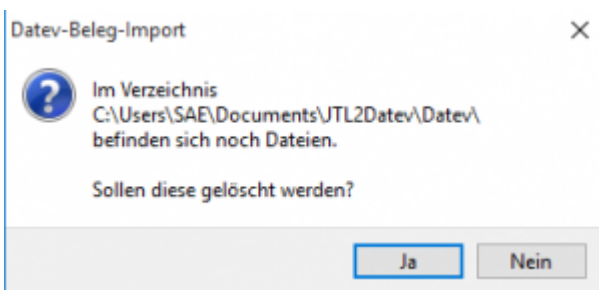 Datev-Beleg-Import
Im Verzeichnis
C:\Users\SAE\Documents\JTL2Datev\Datev\
befinden sich noch Dateien.
Sollen diese gelöscht werden?
Ja
Nein